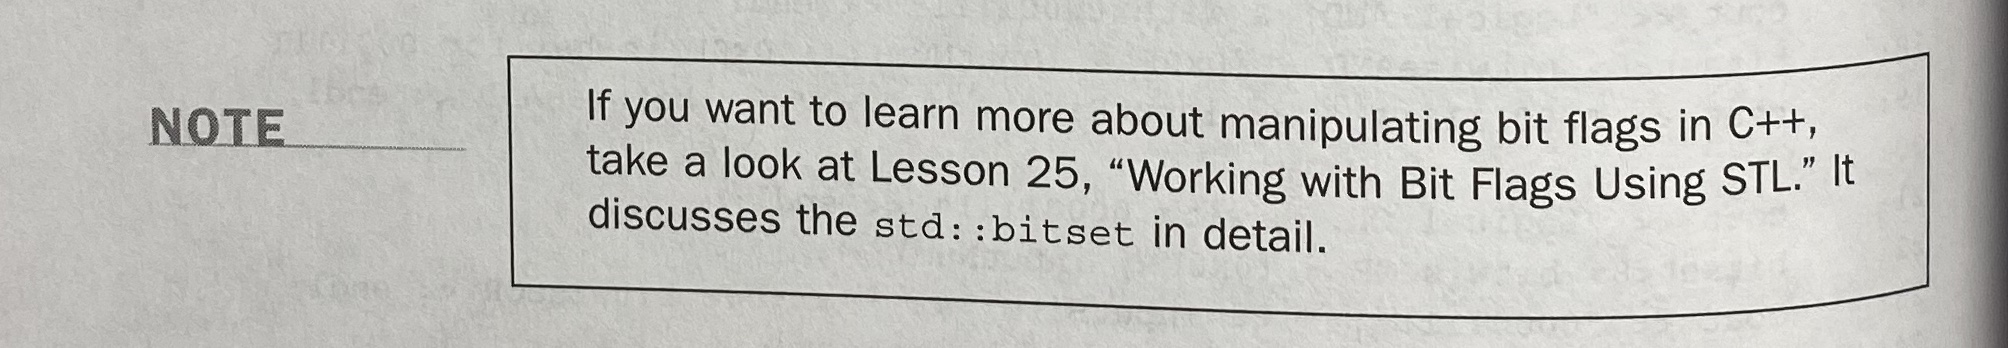 NOTE
If you want to learn more about manipulating bit flags in C++,
take a look at Lesson 25, “Working with Bit Flags Using STL.” It
discusses the std::bitset in detail.